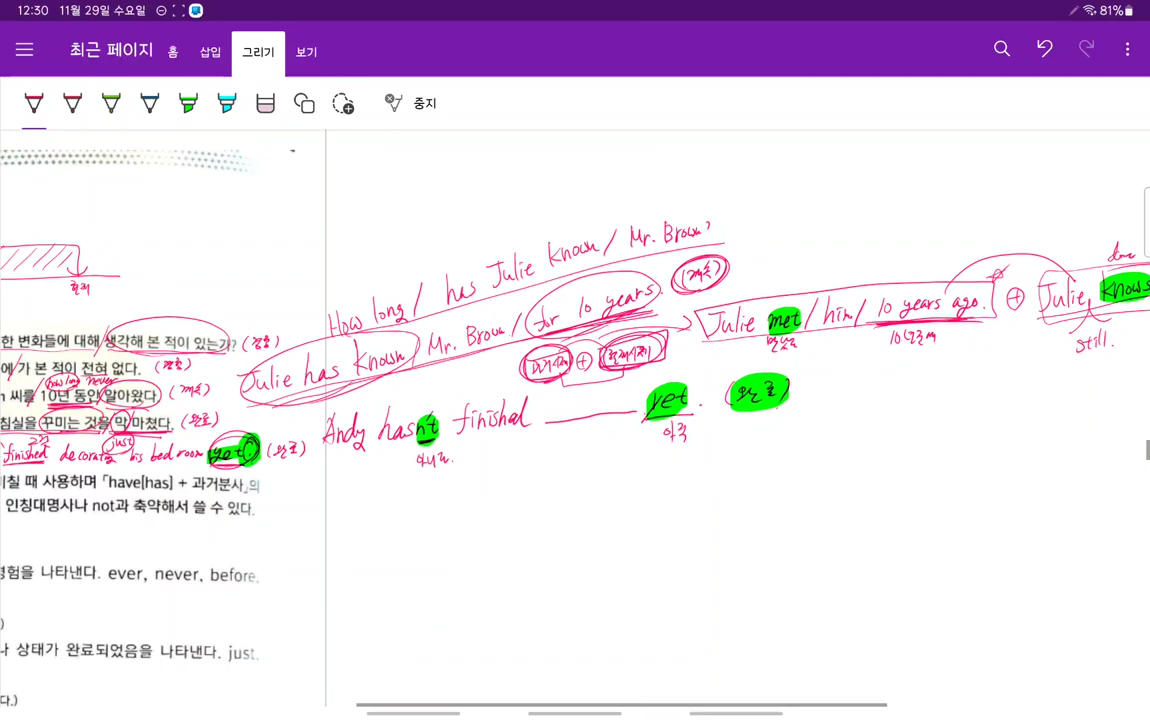 12:30 11월 29일 수요일 81%
최근 페이지 홈 삽입 그리기 보기
중지
현재
한 변화들에 대해 생각해 본 적이 있는가? (경험)
에 가 본 적이 전혀 없다. (경험)
how long never
씨를 10년 동안 알아왔다. (계속)
침실을 꾸미는 것을 막 마쳤다. (완료)
just
finished decorating his bedroom yet. (완료)
미칠 때 사용하며 「have[has] + 과거분사」의
인칭대명사나 not과 축약해서 쓸 수 있다.
경험을 나타낸다. ever, never, before,
나 상태가 완료되었음을 나타낸다. just,
다.)
How long / has Julie known / Mr. Brown?
Julie has known / Mr. Brown / for 10 years. (계속)
과거시제 + 현재시제
Julie met / him / 10 years ago. + Julie knows
만났다 10년 전에 still.
Andy hasn't finished yet. (완료)
아직